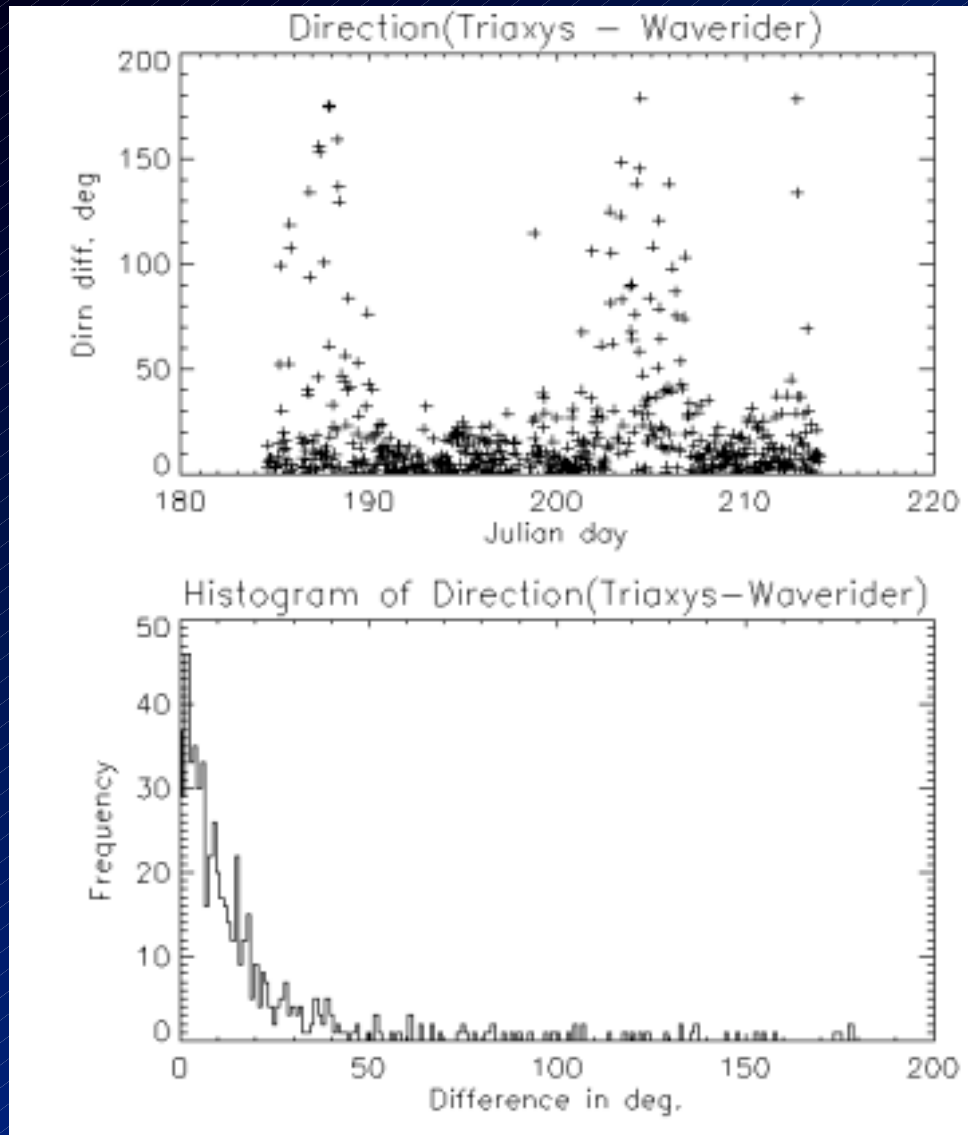 Direction(Triaxys - Waverider)
200
150
100
50
0
Dirn diff. deg
180 190 200 210 220
Julian day
Histogram of Direction(Triaxys-Waverider)
50
40
30
20
10
0
Frequency
0 50 100 150 200
Difference in deg.